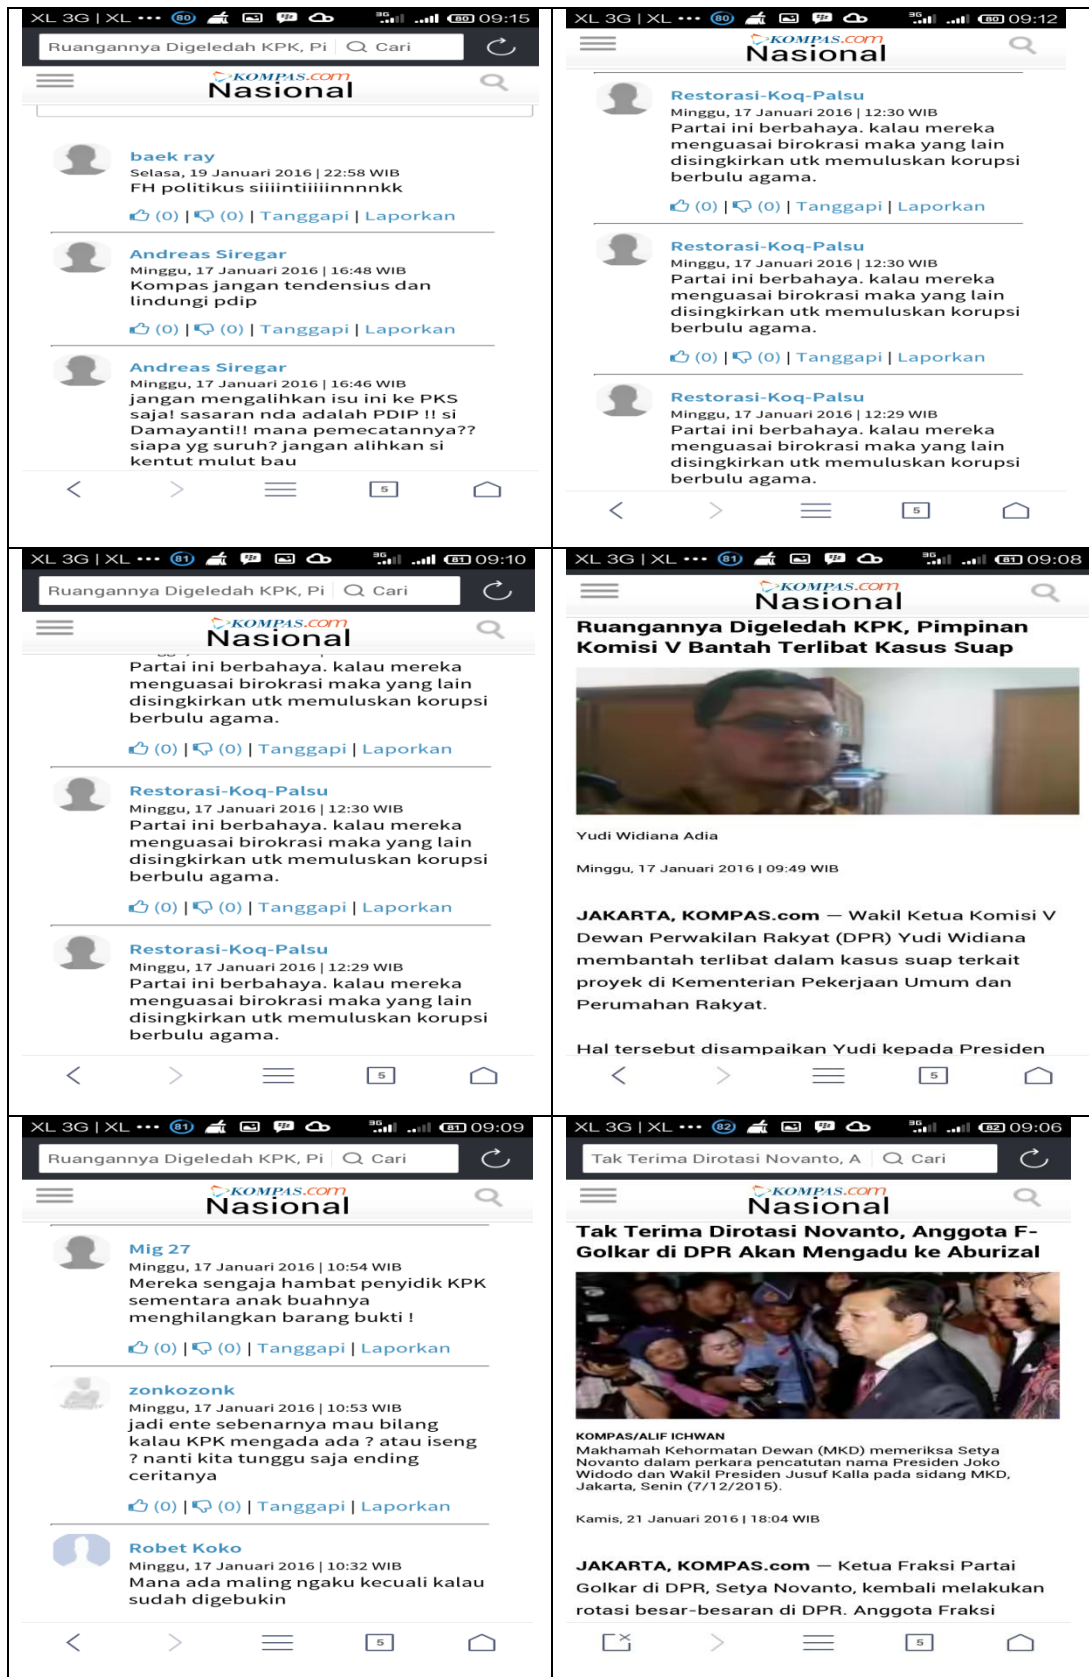 XL 3G | XL ••• 80 3G 80 09:15
Ruangannya Digeledah KPK, Pi Cari
KOMPAS.com
Nasional
baek ray
Selasa, 19 Januari 2016 | 22:58 WIB
FH politikus siiiintiiiiinnnnkk
(0) | (0) | Tanggapi | Laporkan
Andreas Siregar
Minggu, 17 Januari 2016 | 16:48 WIB
Kompas jangan tendensius dan
lindungi pdip
(0) | (0) | Tanggapi | Laporkan
Andreas Siregar
Minggu, 17 Januari 2016 | 16:46 WIB
jangan mengalihkan isu ini ke PKS
saja! sasaran nda adalah PDIP !! si
Damayanti!! mana pemecatannya??
siapa yg suruh? jangan alihkan si
kentut mulut bau
5
XL 3G | XL ••• 80 3G 80 09:12
KOMPAS.com
Nasional
Restorasi-Koq-Palsu
Minggu, 17 Januari 2016 | 12:30 WIB
Partai ini berbahaya. kalau mereka
menguasai birokrasi maka yang lain
disingkirkan utk memuluskan korupsi
berbulu agama.
(0) | (0) | Tanggapi | Laporkan
Restorasi-Koq-Palsu
Minggu, 17 Januari 2016 | 12:30 WIB
Partai ini berbahaya. kalau mereka
menguasai birokrasi maka yang lain
disingkirkan utk memuluskan korupsi
berbulu agama.
(0) | (0) | Tanggapi | Laporkan
Restorasi-Koq-Palsu
Minggu, 17 Januari 2016 | 12:29 WIB
Partai ini berbahaya. kalau mereka
menguasai birokrasi maka yang lain
disingkirkan utk memuluskan korupsi
berbulu agama.
5
XL 3G | XL ••• 81 3G 81 09:10
Ruangannya Digeledah KPK, Pi Cari
KOMPAS.com
Nasional
Partai ini berbahaya. kalau mereka
menguasai birokrasi maka yang lain
disingkirkan utk memuluskan korupsi
berbulu agama.
(0) | (0) | Tanggapi | Laporkan
Restorasi-Koq-Palsu
Minggu, 17 Januari 2016 | 12:30 WIB
Partai ini berbahaya. kalau mereka
menguasai birokrasi maka yang lain
disingkirkan utk memuluskan korupsi
berbulu agama.
(0) | (0) | Tanggapi | Laporkan
Restorasi-Koq-Palsu
Minggu, 17 Januari 2016 | 12:29 WIB
Partai ini berbahaya. kalau mereka
menguasai birokrasi maka yang lain
disingkirkan utk memuluskan korupsi
berbulu agama.
5
XL 3G | XL ••• 81 3G 81 09:08
KOMPAS.com
Nasional
Ruangannya Digeledah KPK, Pimpinan
Komisi V Bantah Terlibat Kasus Suap
Yudi Widiana Adia
Minggu, 17 Januari 2016 | 09:49 WIB
JAKARTA, KOMPAS.com — Wakil Ketua Komisi V
Dewan Perwakilan Rakyat (DPR) Yudi Widiana
membantah terlibat dalam kasus suap terkait
proyek di Kementerian Pekerjaan Umum dan
Perumahan Rakyat.
Hal tersebut disampaikan Yudi kepada Presiden
5
XL 3G | XL ••• 81 3G 81 09:09
Ruangannya Digeledah KPK, Pi Cari
KOMPAS.com
Nasional
Mig 27
Minggu, 17 Januari 2016 | 10:54 WIB
Mereka sengaja hambat penyidik KPK
sementara anak buahnya
menghilangkan barang bukti !
(0) | (0) | Tanggapi | Laporkan
zonkozonk
Minggu, 17 Januari 2016 | 10:53 WIB
jadi ente sebenarnya mau bilang
kalau KPK mengada ada ? atau iseng
? nanti kita tunggu saja ending
ceritanya
(0) | (0) | Tanggapi | Laporkan
Robet Koko
Minggu, 17 Januari 2016 | 10:32 WIB
Mana ada maling ngaku kecuali kalau
sudah digebukin
5
XL 3G | XL ••• 82 3G 82 09:06
Tak Terima Dirotasi Novanto, A Cari
KOMPAS.com
Nasional
Tak Terima Dirotasi Novanto, Anggota F-
Golkar di DPR Akan Mengadu ke Aburizal
KOMPAS/ALIF ICHWAN
Makhamah Kehormatan Dewan (MKD) memeriksa Setya
Novanto dalam perkara pencatutan nama Presiden Joko
Widodo dan Wakil Presiden Jusuf Kalla pada sidang MKD,
Jakarta, Senin (7/12/2015).
Kamis, 21 Januari 2016 | 18:04 WIB
JAKARTA, KOMPAS.com — Ketua Fraksi Partai
Golkar di DPR, Setya Novanto, kembali melakukan
rotasi besar-besaran di DPR. Anggota Fraksi
5